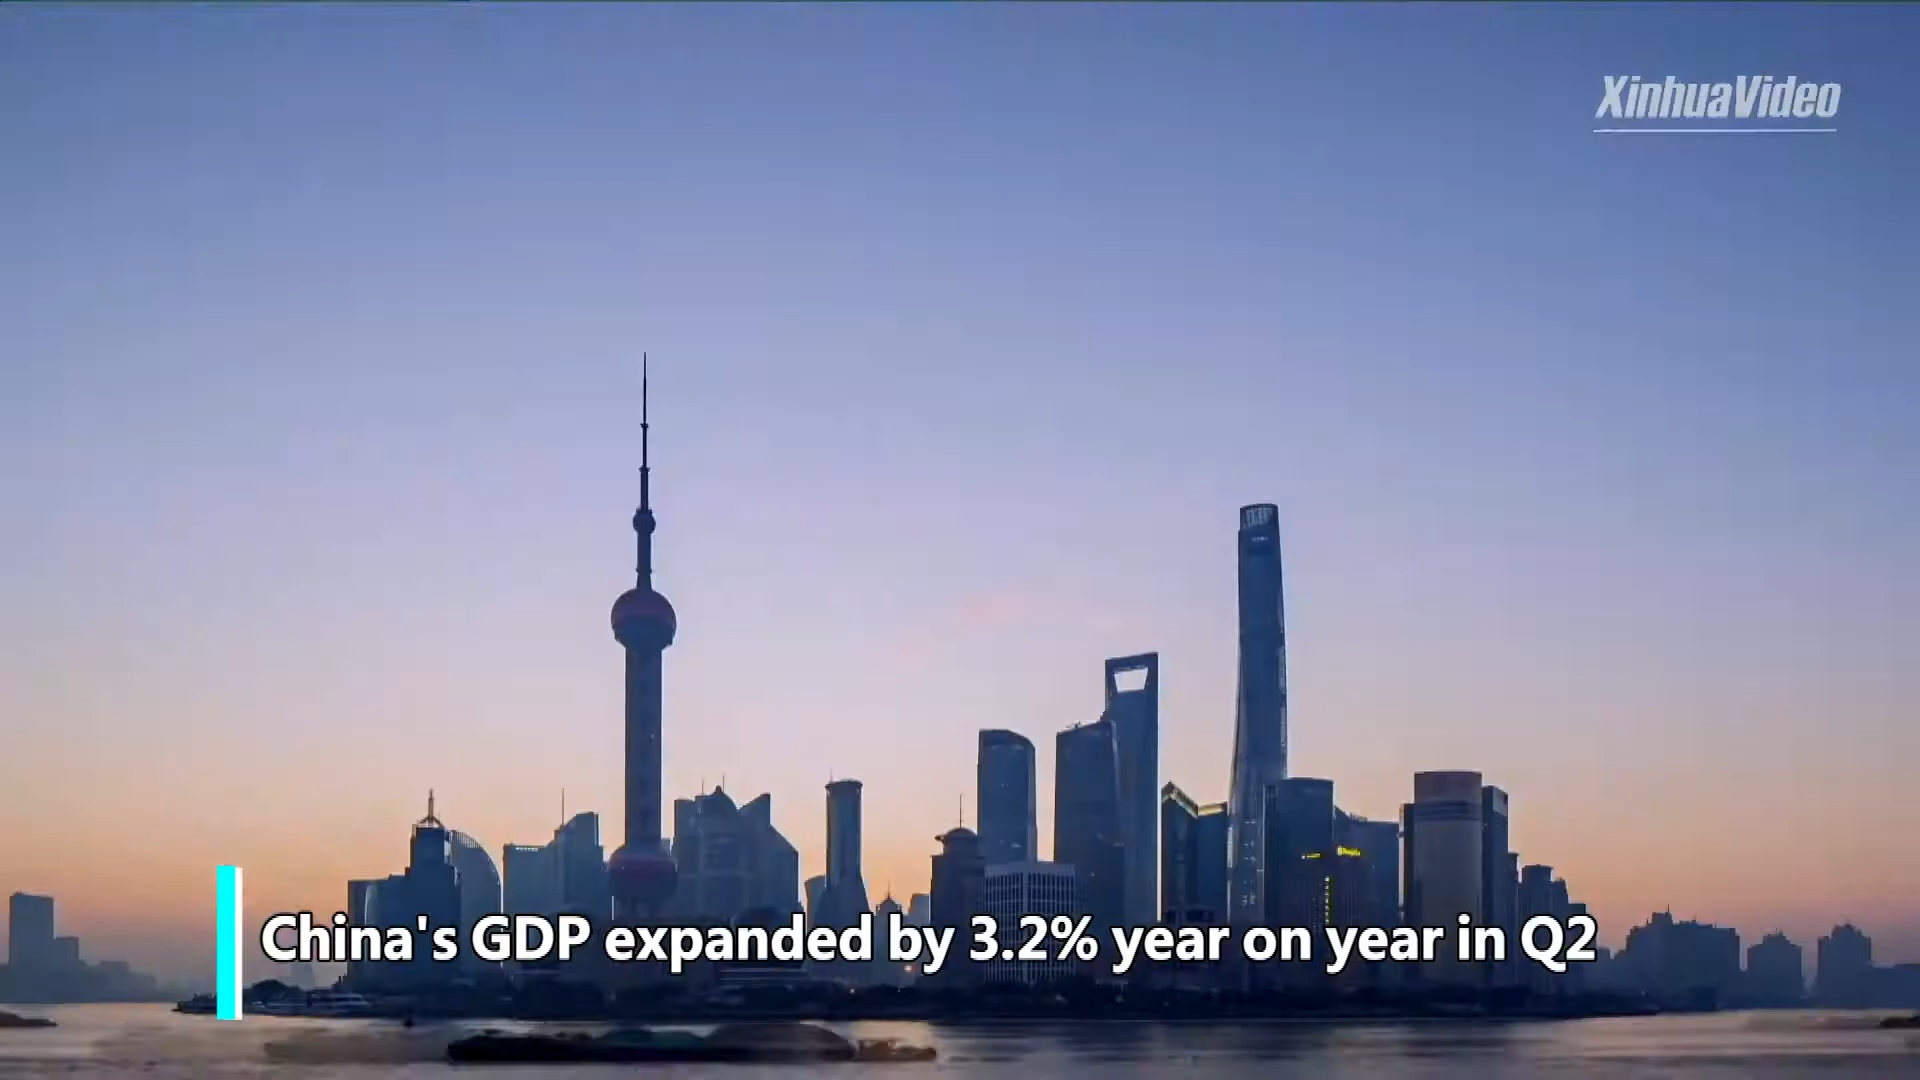 XinhuaVideo
China's GDP expanded by 3.2% year on year in Q2